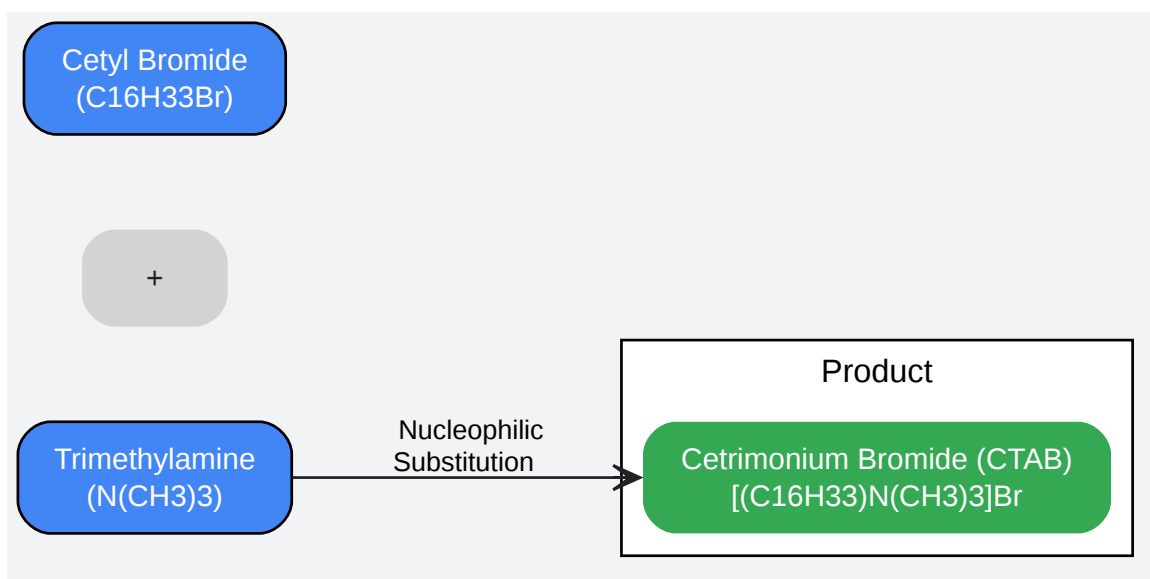 Cetyl Bromide
(C16H33Br)
+
Trimethylamine
(N(CH3)3)
Nucleophilic
Substitution
Product
Cetrimonium Bromide (CTAB)
[(C16H33)N(CH3)3]Br